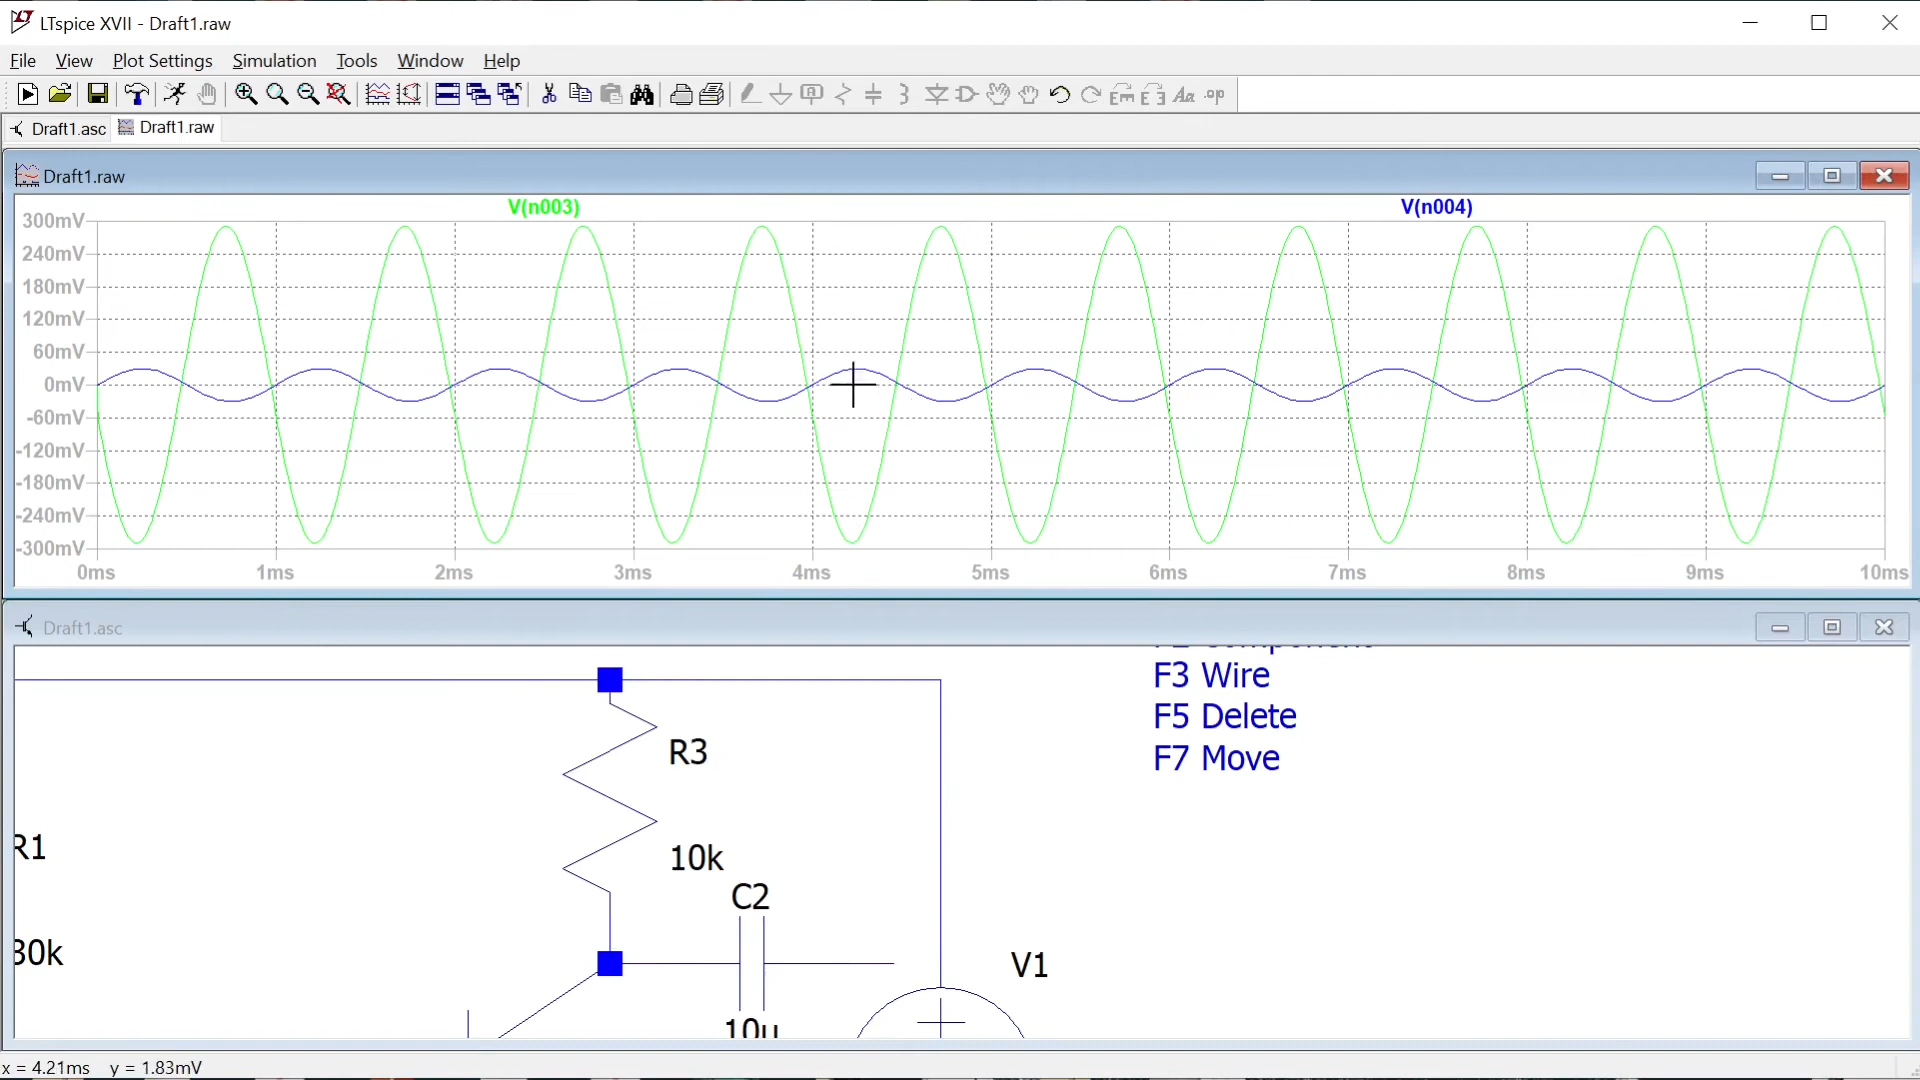 LTspice XVII - Draft1.raw
File View Plot Settings Simulation Tools Window Help
Draft1.asc Draft1.raw
Draft1.raw
V(n003) V(n004)
300mV
240mV
180mV
120mV
60mV
0mV
-60mV
-120mV
-180mV
-240mV
-300mV
0ms 1ms 2ms 3ms 4ms 5ms 6ms 7ms 8ms 9ms 10ms
Draft1.asc
F3 Wire
F5 Delete
F7 Move
R3
10k
R1
30k
C2
10u
V1
x = 4.21ms y = 1.83mV